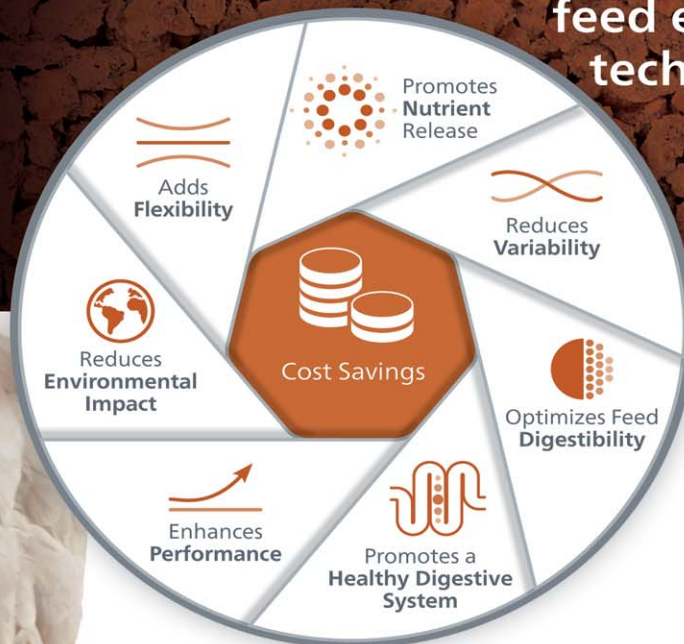 feed
tech
Promotes
Nutrient
Release
Adds
Flexibility
Reduces
Variability
Reduces
Environmental
Impact
Cost Savings
Optimizes Feed
Digestibility
Enhances
Performance
Promotes a
Healthy Digestive
System